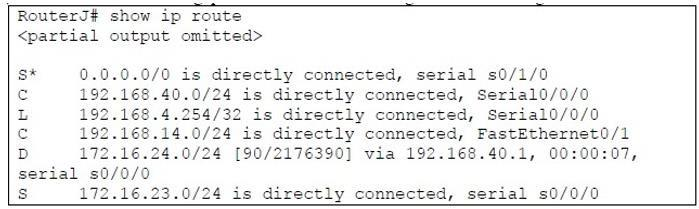 RouterJ# show ip route
<partial output omitted>
S* 0.0.0.0/0 is directly connected, serial s0/1/0
C 192.168.40.0/24 is directly connected, Serial0/0/0
L 192.168.4.254/32 is directly connected, Serial0/0/0
C 192.168.14.0/24 is directly connected, FastEthernet0/1
D 172.16.24.0/24 [90/2176390] via 192.168.40.1, 00:00:07,
serial s0/0/0
S 172.16.23.0/24 is directly connected, serial s0/0/0